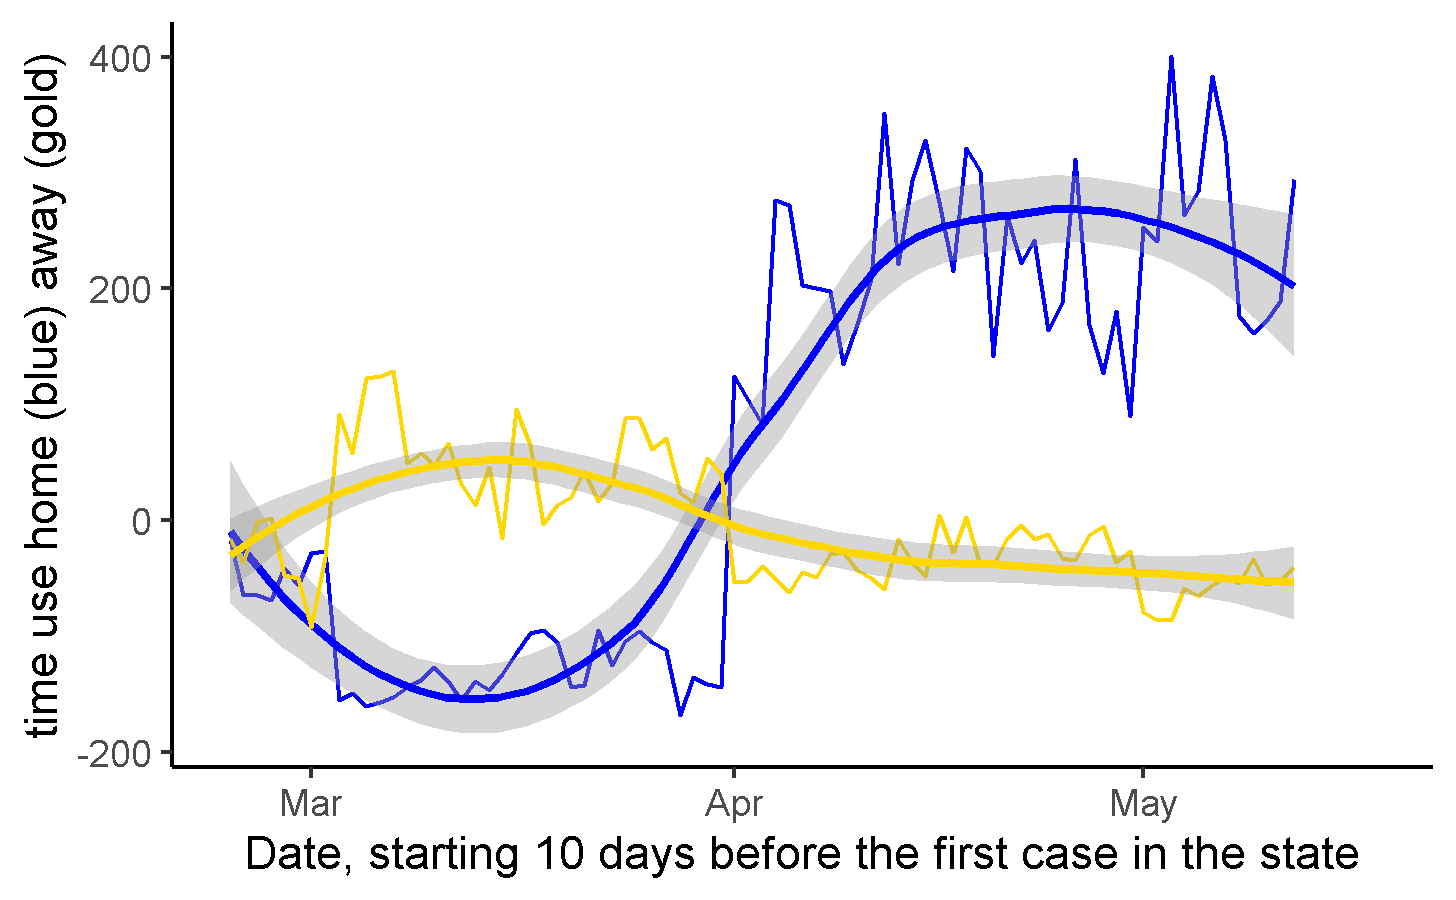 time use home (blue) away (gold)
400
200
0
-200
Mar Apr May
Date, starting 10 days before the first case in the state